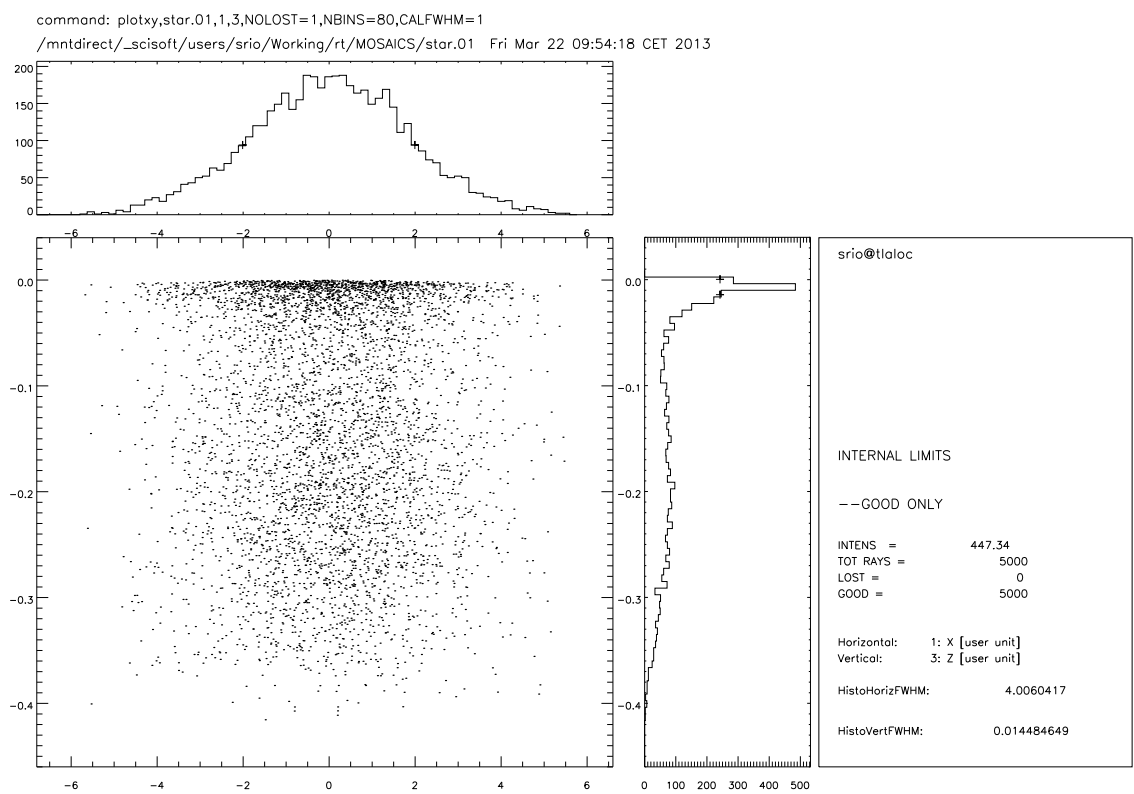 command: plotxy,star.01,1,3,NOLOST=1,NBINS=80,CALFWHM=1
/mntdirect/_scisoft/users/srio/Working/rt/MOSAICS/star.01 Fri Mar 22 09:54:18 CET 2013
200
150
100
50
0
-6 -4 -2 0 2 4 6
0.0
-0.1
-0.2
-0.3
-0.4
-6 -4 -2 0 2 4 6
0.0
-0.1
-0.2
-0.3
-0.4
0 100 200 300 400 500
srio@tlaloc
INTERNAL LIMITS
--GOOD ONLY
INTENS = 447.34
TOT RAYS = 5000
LOST = 0
GOOD = 5000
Horizontal: 1: X [user unit]
Vertical: 3: Z [user unit]
HistoHorizFWHM: 4.0060417
HistoVertFWHM: 0.014484649